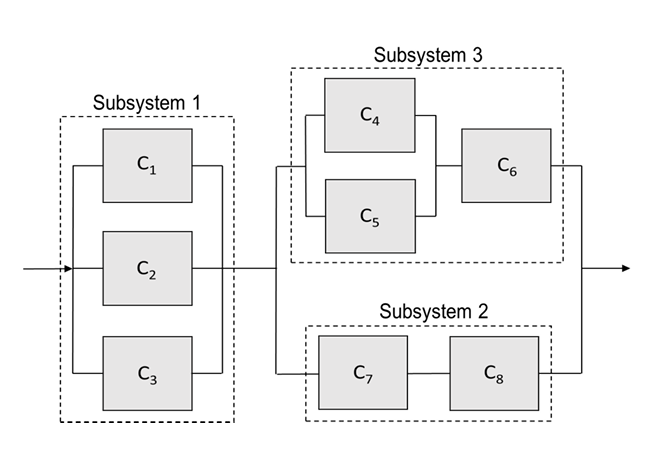 Subsystem 3
Subsystem 1
C₄
C₁
C₆
C₅
C₂
Subsystem 2
C₃
C₇
C₈